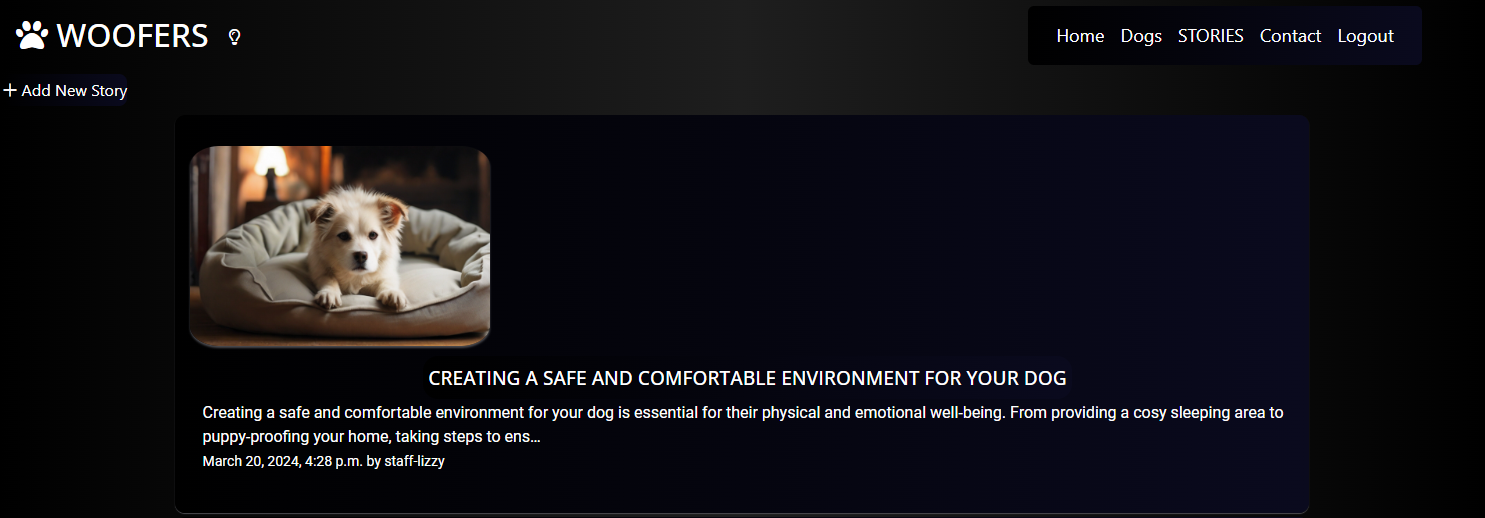 WOOFERS
Home Dogs STORIES Contact Logout
Add New Story
CREATING A SAFE AND COMFORTABLE ENVIRONMENT FOR YOUR DOG
Creating a safe and comfortable environment for your dog is essential for their physical and emotional well-being. From providing a cosy sleeping area to
puppy-proofing your home, taking steps to ens…
March 20, 2024, 4:28 p.m. by staff-lizzy